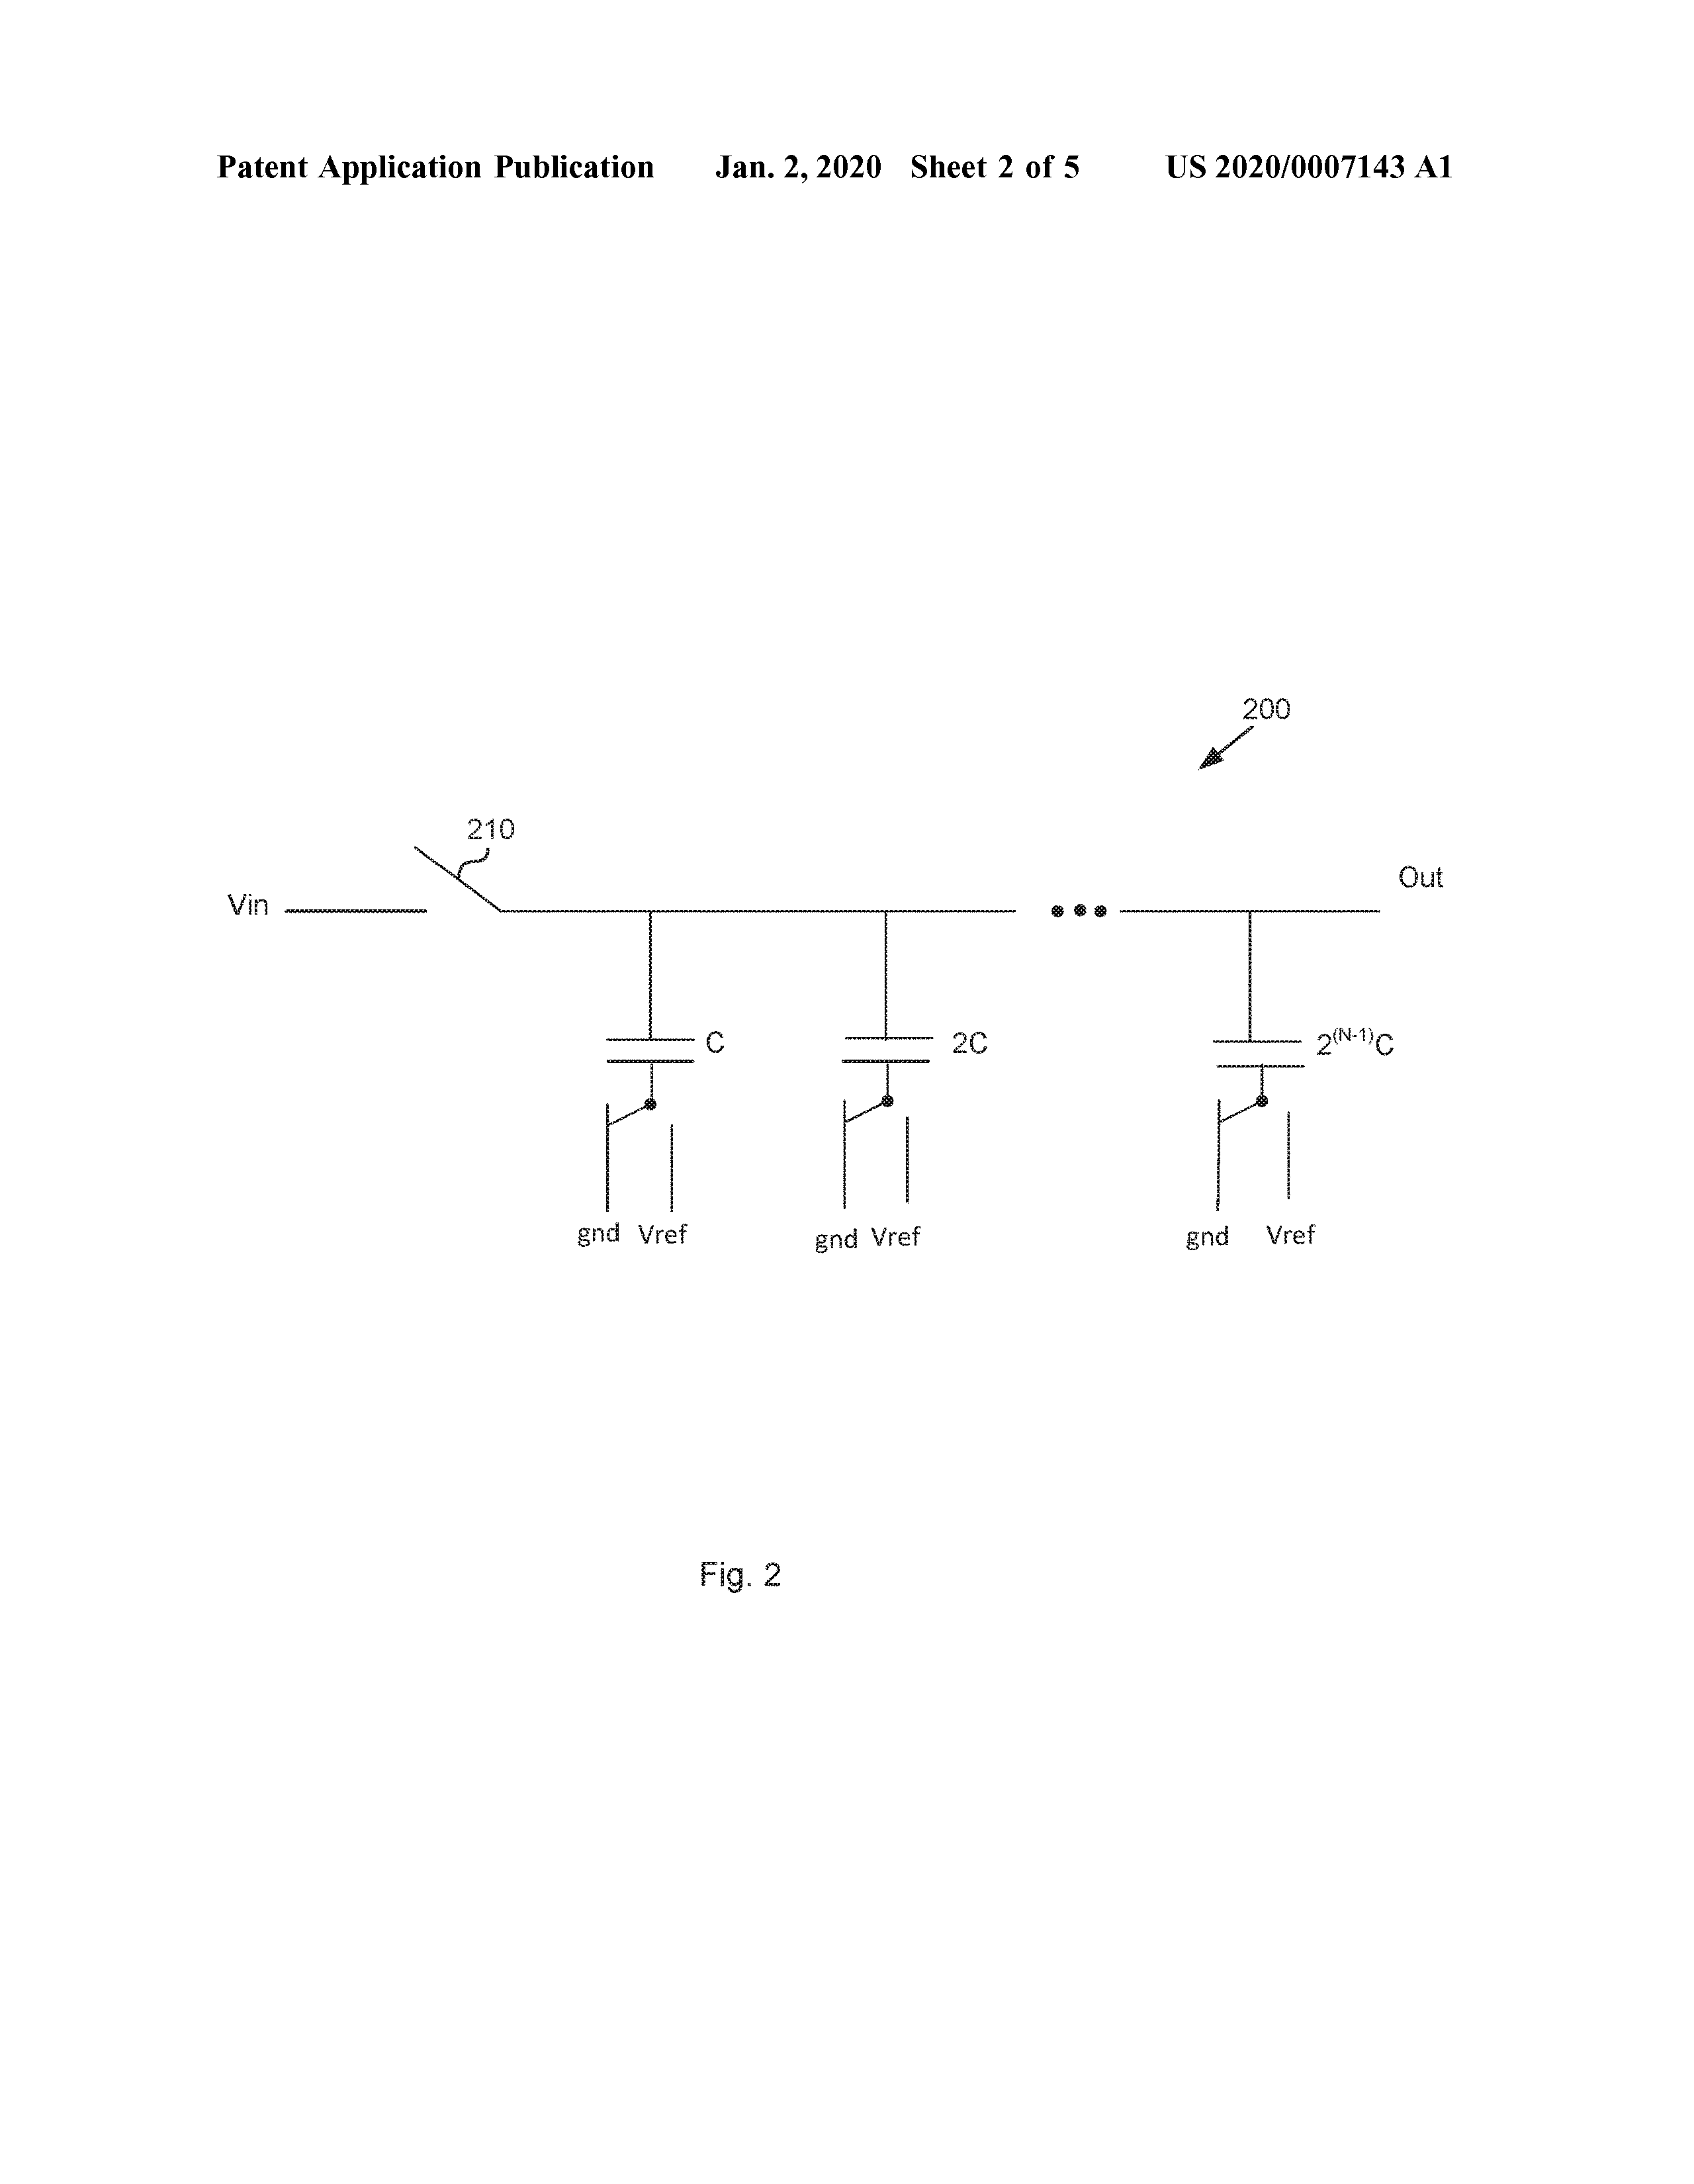 Patent Application Publication Jan. 2, 2020 Sheet 2 of 5 US 2020/0007143 A1
200
210
Vin
Out
C
2C
2(N-1)C
gnd Vref
gnd Vref
gnd Vref
Fig. 2